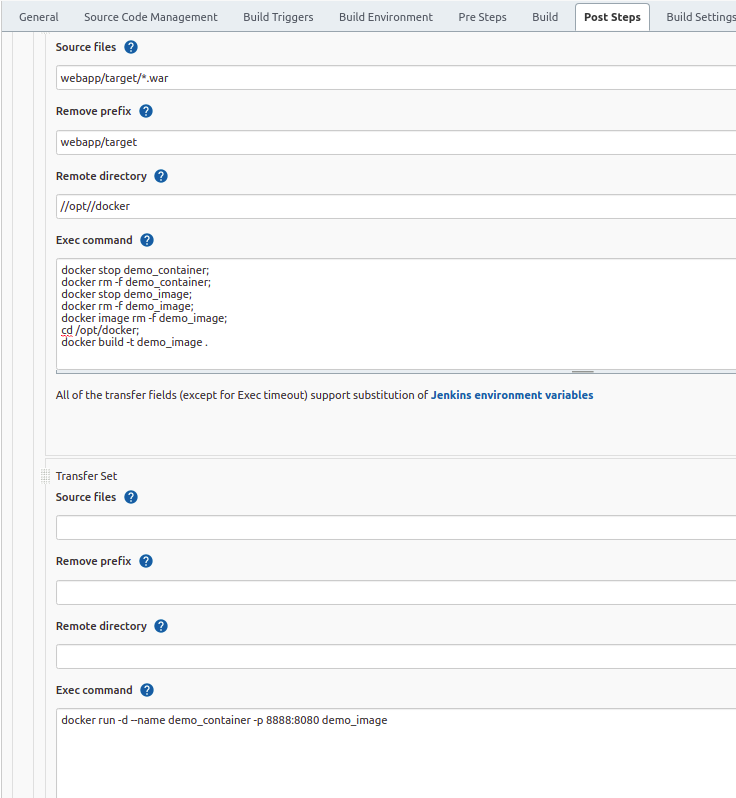 General Source Code Management Build Triggers Build Environment Pre Steps Build Post Steps Build Settings
Source files ?
webapp/target/*.war
Remove prefix ?
webapp/target
Remote directory ?
//opt//docker
Exec command ?
docker stop demo_container;
docker rm -f demo_container;
docker stop demo_image;
docker rm -f demo_image;
docker image rm -f demo_image;
cd /opt/docker;
docker build -t demo_image .
All of the transfer fields (except for Exec timeout) support substitution of Jenkins environment variables
Transfer Set
Source files ?
Remove prefix ?
Remote directory ?
Exec command ?
docker run -d --name demo_container -p 8888:8080 demo_image